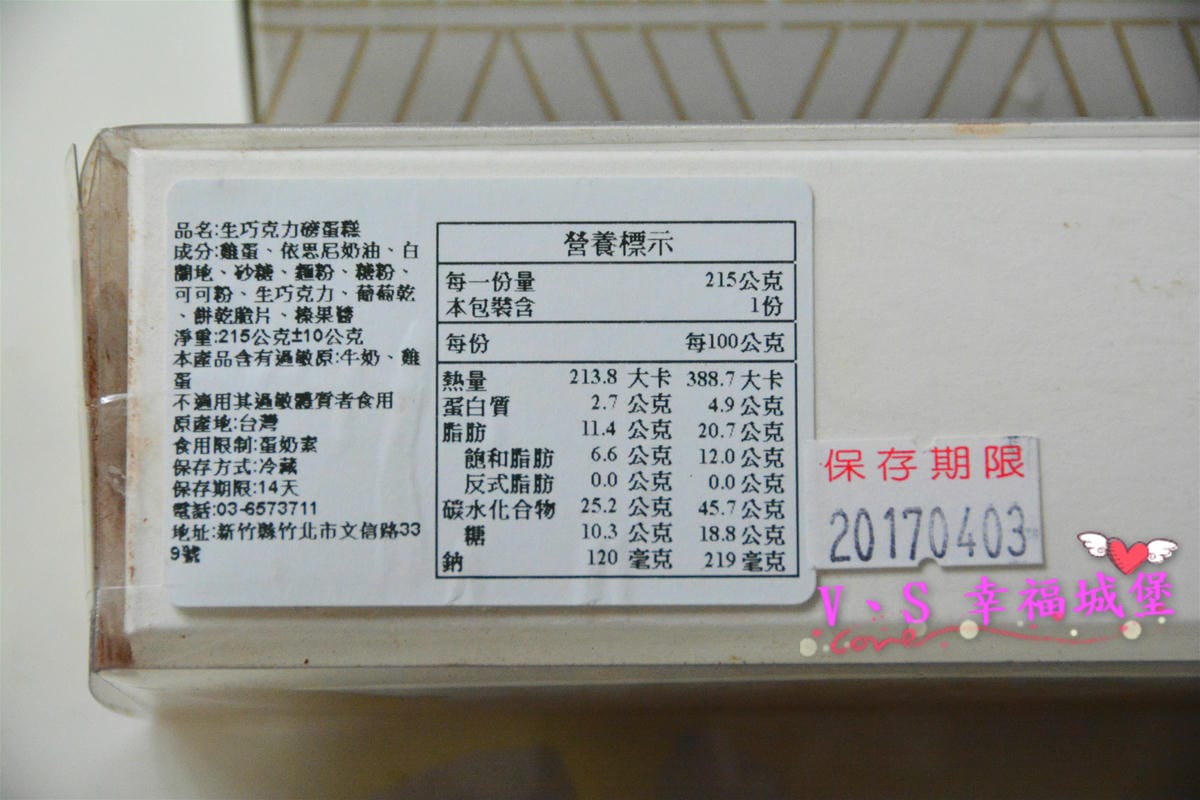 品名:生巧克力磅蛋糕
成分:雞蛋、依思尼奶油、白
蘭地、砂糖、麵粉、糖粉、
可可粉、生巧克力、葡萄乾
、餅乾脆片、榛果醬
淨重:215公克±10公克
本產品含有過敏原:牛奶、雞
蛋
不適用其過敏體質者食用
原產地:台灣
食用限制:蛋奶素
保存方式:冷藏
保存期限:14天
電話:03-6573711
地址:新竹縣竹北市文信路33
9號
營養標示
每一份量 215公克
本包裝含 1份
每份 每100公克
熱量 213.8 大卡 388.7 大卡
蛋白質 2.7 公克 4.9 公克
脂肪 11.4 公克 20.7 公克
飽和脂肪 6.6 公克 12.0 公克
反式脂肪 0.0 公克 0.0 公克
碳水化合物 25.2 公克 45.7 公克
糖 10.3 公克 18.8 公克
鈉 120 毫克 219 毫克
保存期限
20170403
V、S 幸福城堡
Love